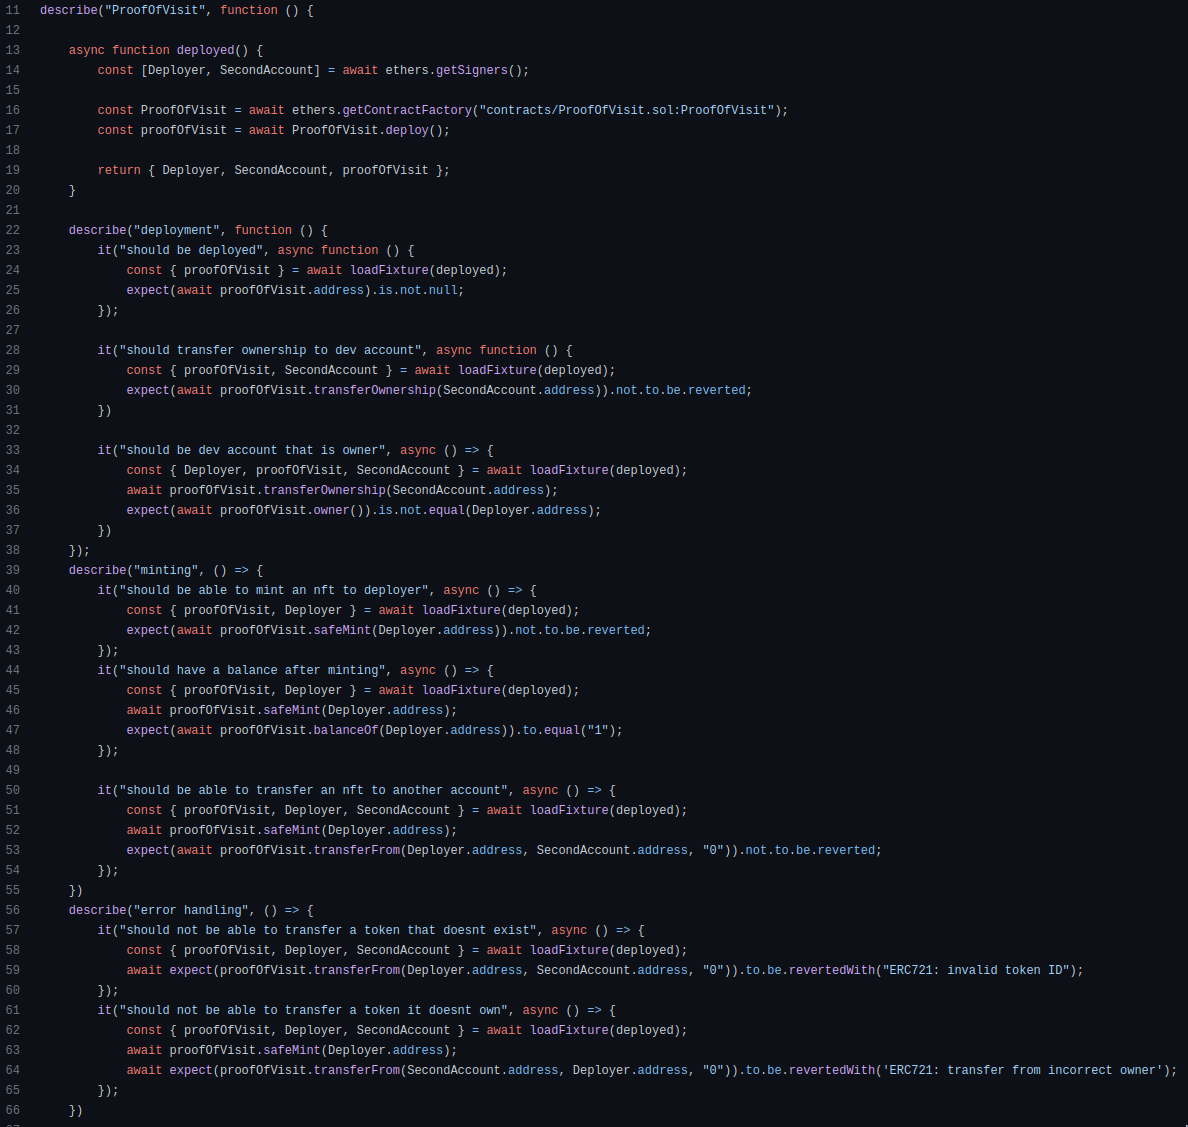 11 describe("ProofOfVisit", function () {
12
13 async function deployed() {
14 const [Deployer, SecondAccount] = await ethers.getSigners();
15
16 const ProofOfVisit = await ethers.getContractFactory("contracts/ProofOfVisit.sol:ProofOfVisit");
17 const proofOfVisit = await ProofOfVisit.deploy();
18
19 return { Deployer, SecondAccount, proofOfVisit };
20 }
21
22 describe("deployment", function () {
23 it("should be deployed", async function () {
24 const { proofOfVisit } = await loadFixture(deployed);
25 expect(await proofOfVisit.address).is.not.null;
26 });
27
28 it("should transfer ownership to dev account", async function () {
29 const { proofOfVisit, SecondAccount } = await loadFixture(deployed);
30 expect(await proofOfVisit.transferOwnership(SecondAccount.address)).not.to.be.reverted;
31 })
32
33 it("should be dev account that is owner", async () => {
34 const { Deployer, proofOfVisit, SecondAccount } = await loadFixture(deployed);
35 await proofOfVisit.transferOwnership(SecondAccount.address);
36 expect(await proofOfVisit.owner()).is.not.equal(Deployer.address);
37 })
38 });
39 describe("minting", () => {
40 it("should be able to mint an nft to deployer", async () => {
41 const { proofOfVisit, Deployer } = await loadFixture(deployed);
42 expect(await proofOfVisit.safeMint(Deployer.address)).not.to.be.reverted;
43 });
44 it("should have a balance after minting", async () => {
45 const { proofOfVisit, Deployer } = await loadFixture(deployed);
46 await proofOfVisit.safeMint(Deployer.address);
47 expect(await proofOfVisit.balanceOf(Deployer.address)).to.equal("1");
48 });
49
50 it("should be able to transfer an nft to another account", async () => {
51 const { proofOfVisit, Deployer, SecondAccount } = await loadFixture(deployed);
52 await proofOfVisit.safeMint(Deployer.address);
53 expect(await proofOfVisit.transferFrom(Deployer.address, SecondAccount.address, "0")).not.to.be.reverted;
54 });
55 })
56 describe("error handling", () => {
57 it("should not be able to transfer a token that doesnt exist", async () => {
58 const { proofOfVisit, Deployer, SecondAccount } = await loadFixture(deployed);
59 await expect(proofOfVisit.transferFrom(Deployer.address, SecondAccount.address, "0")).to.be.revertedWith("ERC721: invalid token ID");
60 });
61 it("should not be able to transfer a token it doesnt own", async () => {
62 const { proofOfVisit, Deployer, SecondAccount } = await loadFixture(deployed);
63 await proofOfVisit.safeMint(Deployer.address);
64 await expect(proofOfVisit.transferFrom(SecondAccount.address, Deployer.address, "0")).to.be.revertedWith('ERC721: transfer from incorrect owner');
65 });
66 })